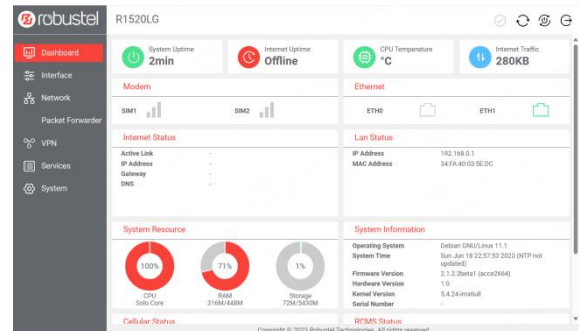 robustel
R1520LG
Dashboard
Interface
Network
Packet Forwarder
VPN
Services
System
System Uptime
2min
Internet Uptime
Offline
CPU Temperature
°C
Internet Traffic
280KB
Modem
SIM1
SIM2
Ethernet
ETH0
ETH1
Internet Status
Active Link -
IP Address -
Gateway -
DNS -
Lan Status
IP Address 192.168.0.1
MAC Address 34:FA:40:03:5E:DC
System Resource
100%
CPU
Solo Core
71%
RAM
316M/448M
1%
Storage
72M/5430M
System Information
Operating System Debian GNU/Linux 11.1
System Time Sun Jun 18 22:57:53 2023 (NTP not
updated)
Firmware Version 2.1.2.2beta1 (acce2664)
Hardware Version 1.0
Kernel Version 5.4.24-imx6ull
Serial Number -
Cellular Status
RCMS Status
Copyright © 2023 Robustel Technologies. All rights reserved.